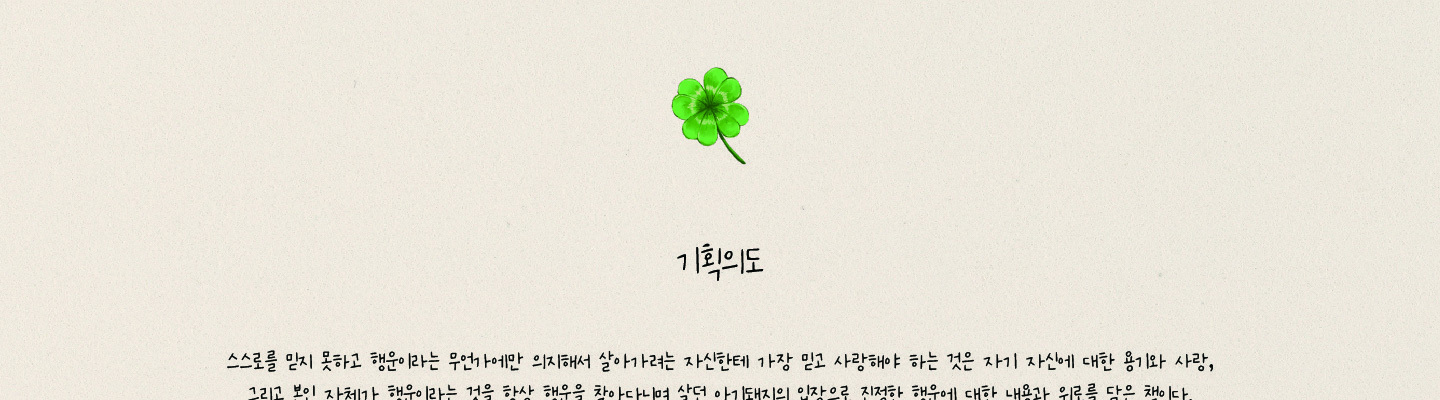 기획의도
스스로를 믿지 못하고 행운이라는 무언가에만 의지해서 살아가려는 자신한테 가장 믿고 사랑해야 하는 것은 자기 자신에 대한 용기와 사랑,
그리고 본인 자체가 행운이라는 것을 항상 행운을 찾아다니며 살던 아기돼지의 입장으로 진정한 행운에 대한 내용과 위로를 담은 책이다.